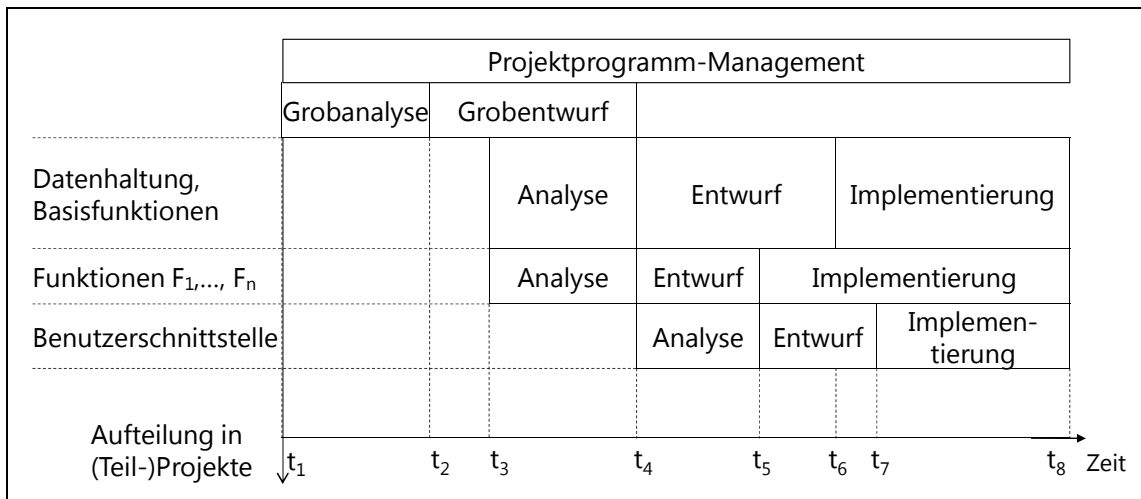 Projektprogramm-Management
Grobanalyse
Grobentwurf
Datenhaltung,
Basisfunktionen
Analyse
Entwurf
Implementierung
Funktionen F₁,..., Fₙ
Analyse
Entwurf
Implementierung
Benutzerschnittstelle
Analyse
Entwurf
Implemen-
tierung
Aufteilung in
(Teil-)Projekte
t₁
t₂
t₃
t₄
t₅
t₆
t₇
t₈
Zeit